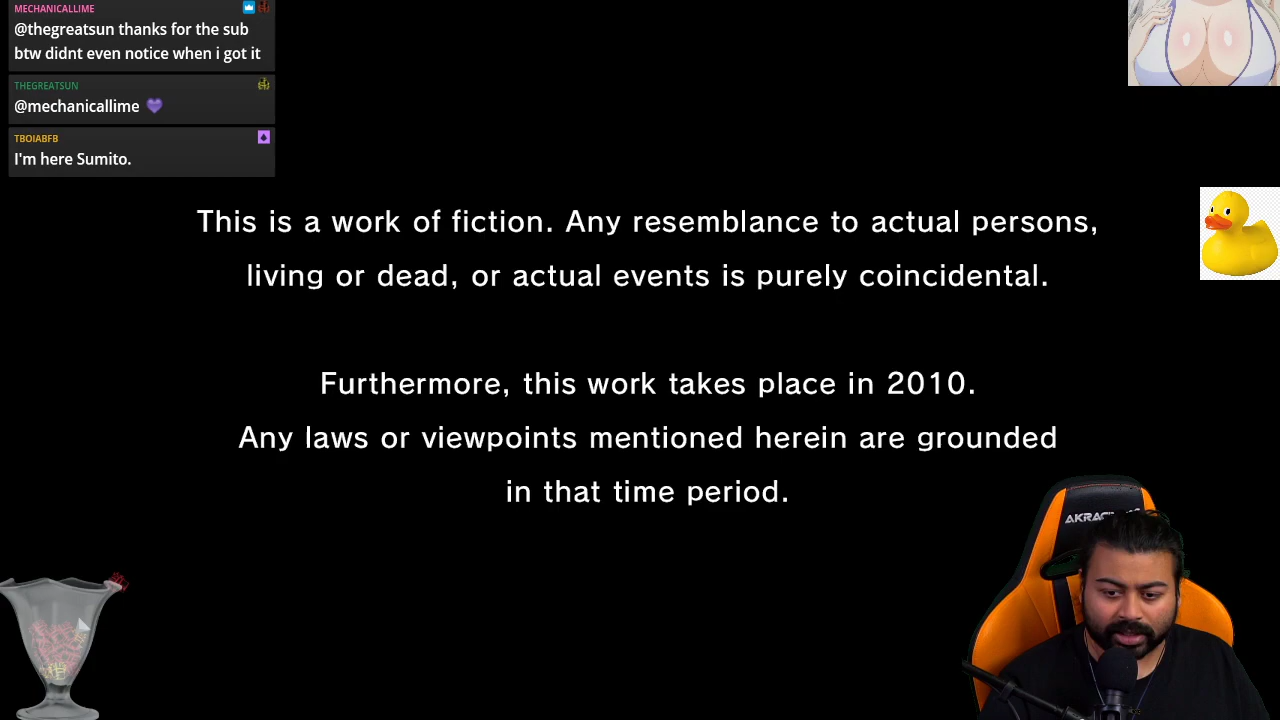 MECHANICALLIME
@thegreatsun thanks for the sub
btw didnt even notice when i got it
THEGREATSUN
@mechanicallime 💜
TBOIABFB
I'm here Sumito.
This is a work of fiction. Any resemblance to actual persons,
living or dead, or actual events is purely coincidental.
Furthermore, this work takes place in 2010.
Any laws or viewpoints mentioned herein are grounded
in that time period.